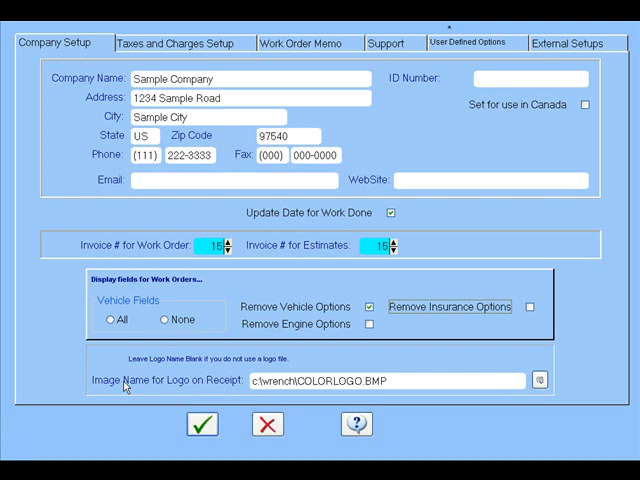 Company Setup
Taxes and Charges Setup
Work Order Memo
Support
User Defined Options
External Setups
Company Name: Sample Company
ID Number:
Address: 1234 Sample Road
Set for use in Canada
City: Sample City
State US Zip Code 97540
Phone: (111) 222-3333 Fax: (000) 000-0000
Email:
WebSite:
Update Date for Work Done
Invoice # for Work Order: 15
Invoice # for Estimates: 15
Display fields for Work Orders...
Vehicle Fields
All
None
Remove Vehicle Options
Remove Insurance Options
Remove Engine Options
Leave Logo Name Blank if you do not use a logo file.
Image Name for Logo on Receipt: c:\wrench\COLORLOGO.BMP
?